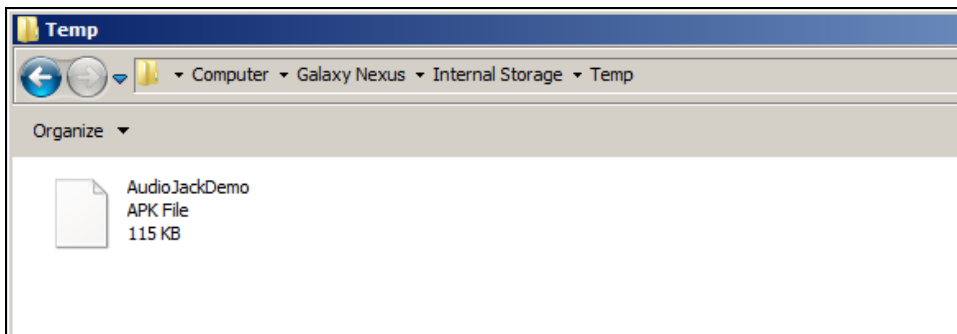 Temp
Computer Galaxy Nexus Internal Storage Temp
Organize
AudioJackDemo
APK File
115 KB